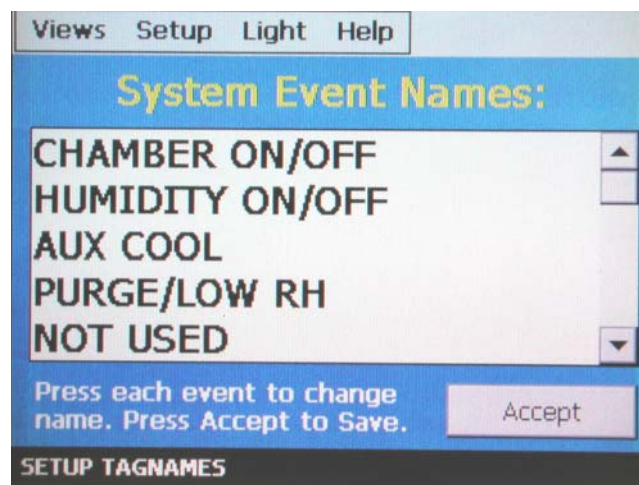 Views Setup Light Help
System Event Names:
CHAMBER ON/OFF
HUMIDITY ON/OFF
AUX COOL
PURGE/LOW RH
NOT USED
Press each event to change
name. Press Accept to Save.
Accept
SETUP TAGNAMES